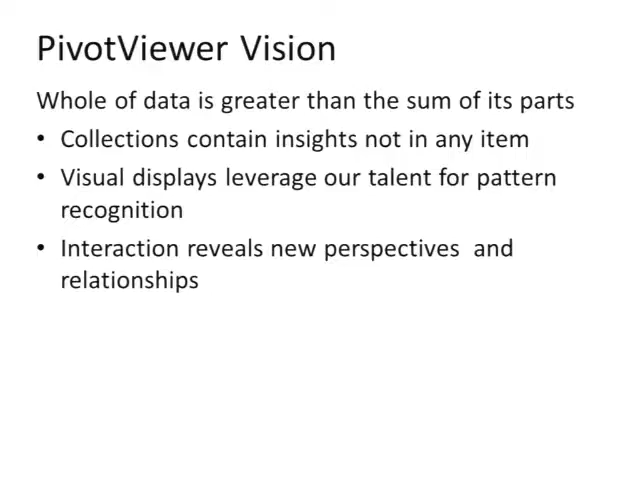 PivotViewer Vision
Whole of data is greater than the sum of its parts
• Collections contain insights not in any item
• Visual displays leverage our talent for pattern
recognition
• Interaction reveals new perspectives  and
relationships